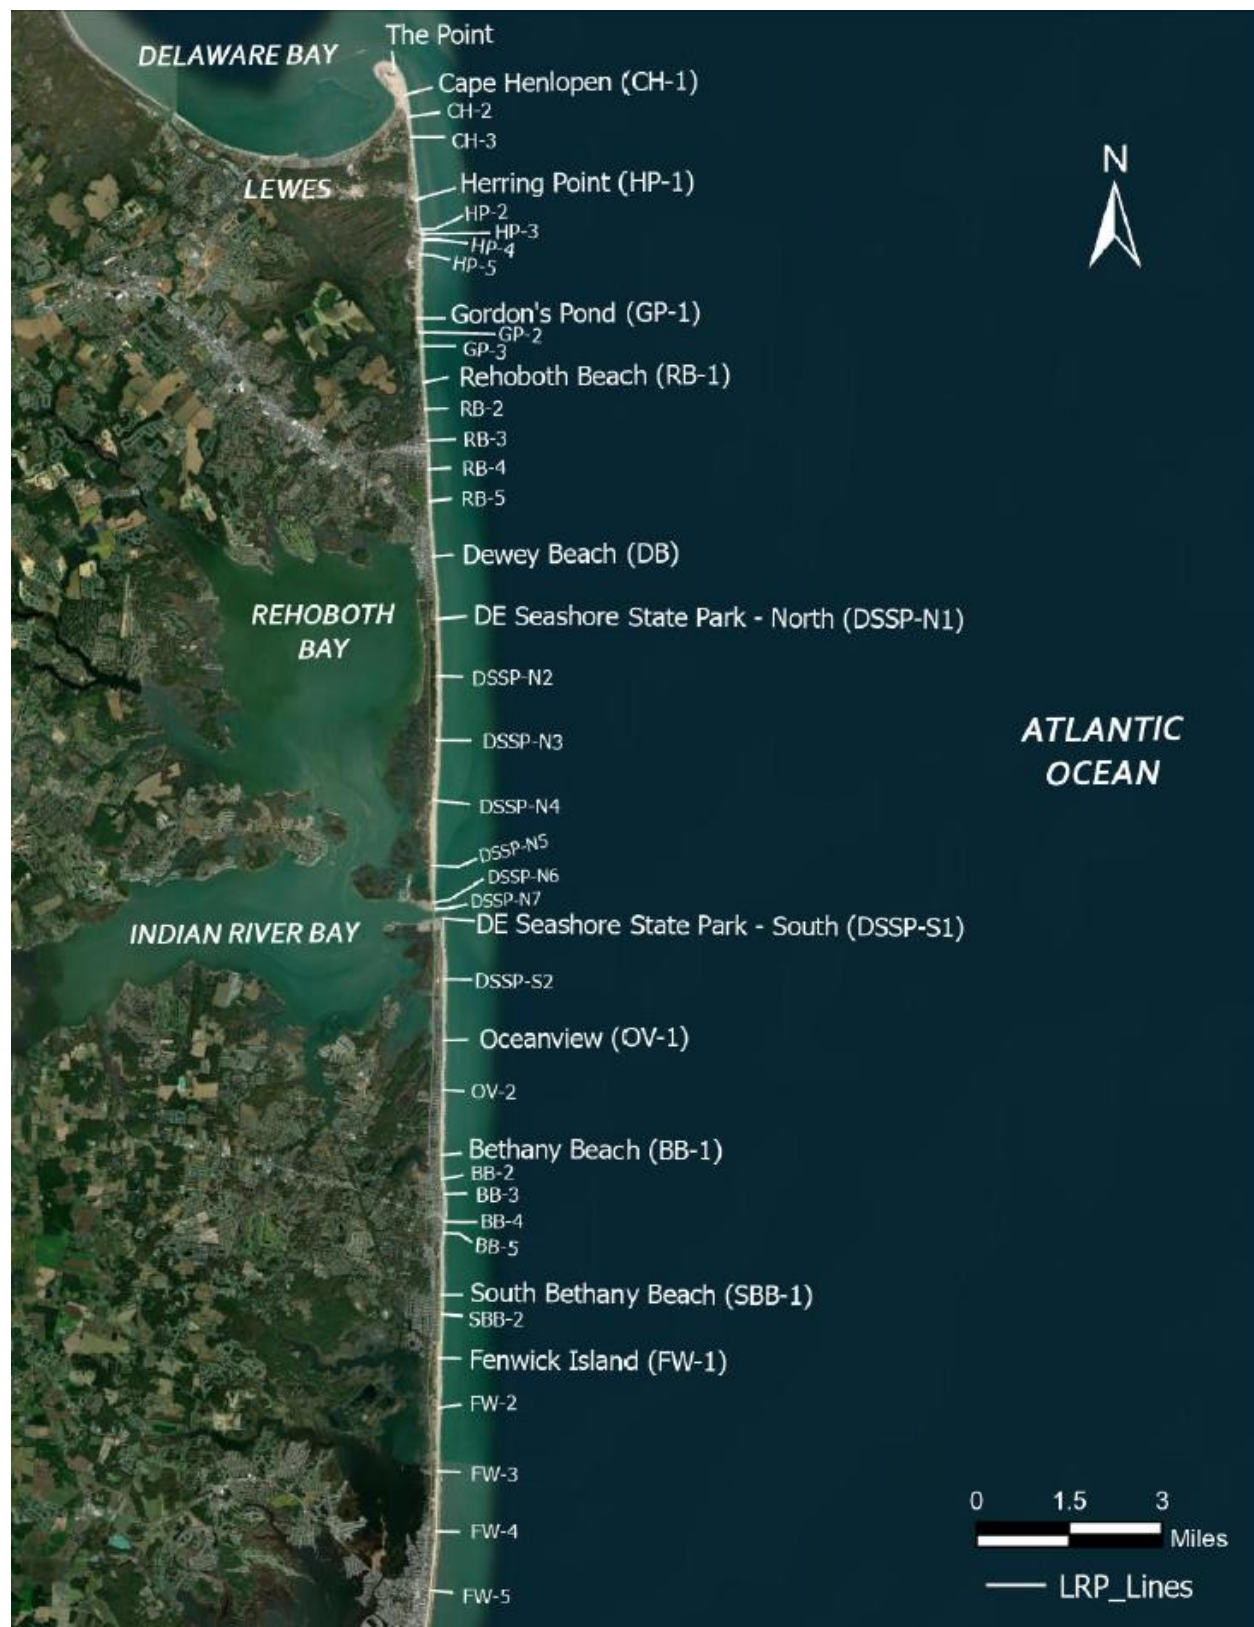 The Point
DELAWARE BAY
Cape Henlopen (CH-1)
CH-2
CH-3
N
LEWES
Herring Point (HP-1)
HP-2
HP-3
HP-4
HP-5
Gordon's Pond (GP-1)
GP-2
GP-3
Rehoboth Beach (RB-1)
RB-2
RB-3
RB-4
RB-5
Dewey Beach (DB)
REHOBOTH
BAY
DE Seashore State Park - North (DSSP-N1)
DSSP-N2
DSSP-N3
ATLANTIC
OCEAN
DSSP-N4
DSSP-N5
DSSP-N6
DSSP-N7
DE Seashore State Park - South (DSSP-S1)
INDIAN RIVER BAY
DSSP-S2
Oceanview (OV-1)
OV-2
Bethany Beach (BB-1)
BB-2
BB-3
BB-4
BB-5
South Bethany Beach (SBB-1)
SBB-2
Fenwick Island (FW-1)
FW-2
FW-3
FW-4
FW-5
0 1.5 3
Miles
LRP_Lines